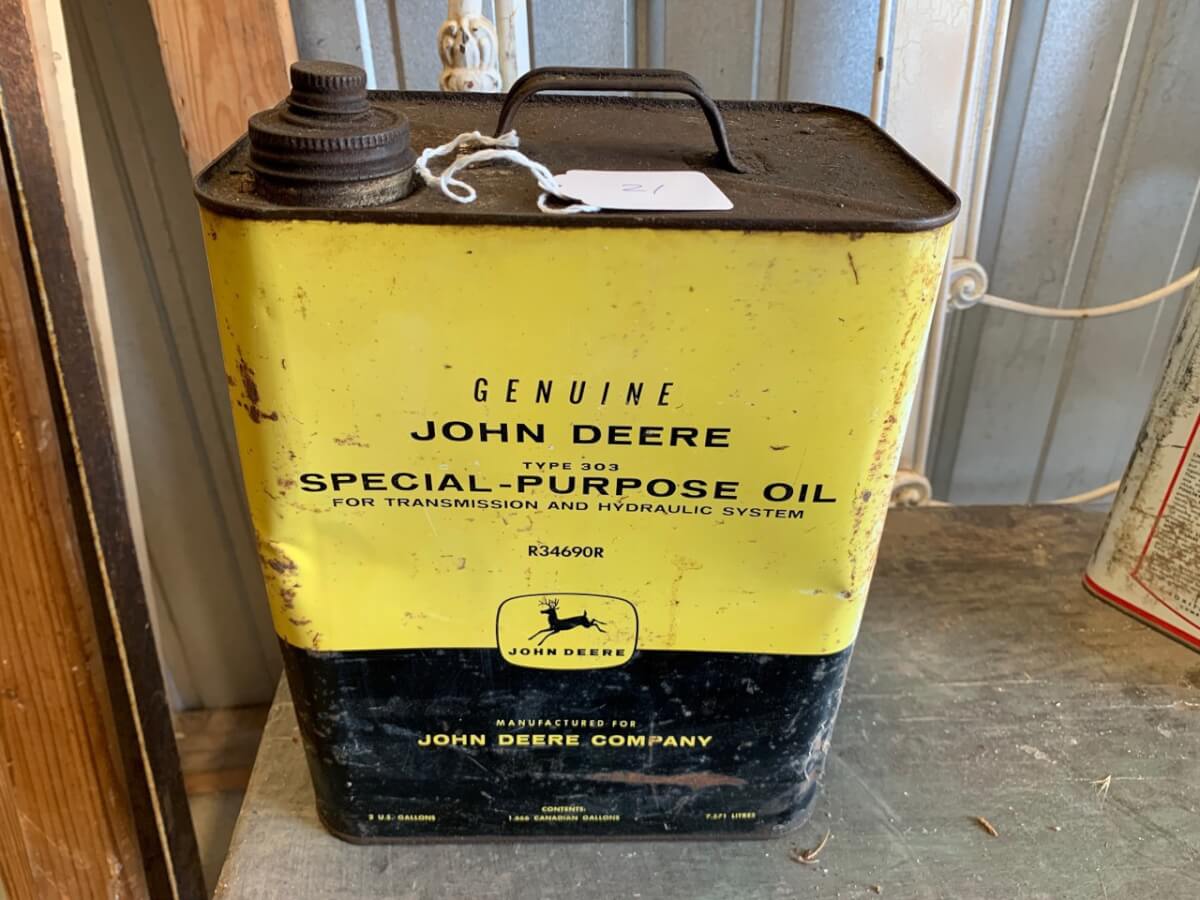 21
GENUINE
JOHN DEERE
TYPE 303
SPECIAL-PURPOSE OIL
FOR TRANSMISSION AND HYDRAULIC SYSTEM
R34690R
JOHN DEERE
MANUFACTURED FOR
JOHN DEERE COMPANY
CONTENTS:
2 U.S. GALLONS 1.666 CANADIAN GALLONS 7.571 LITRES